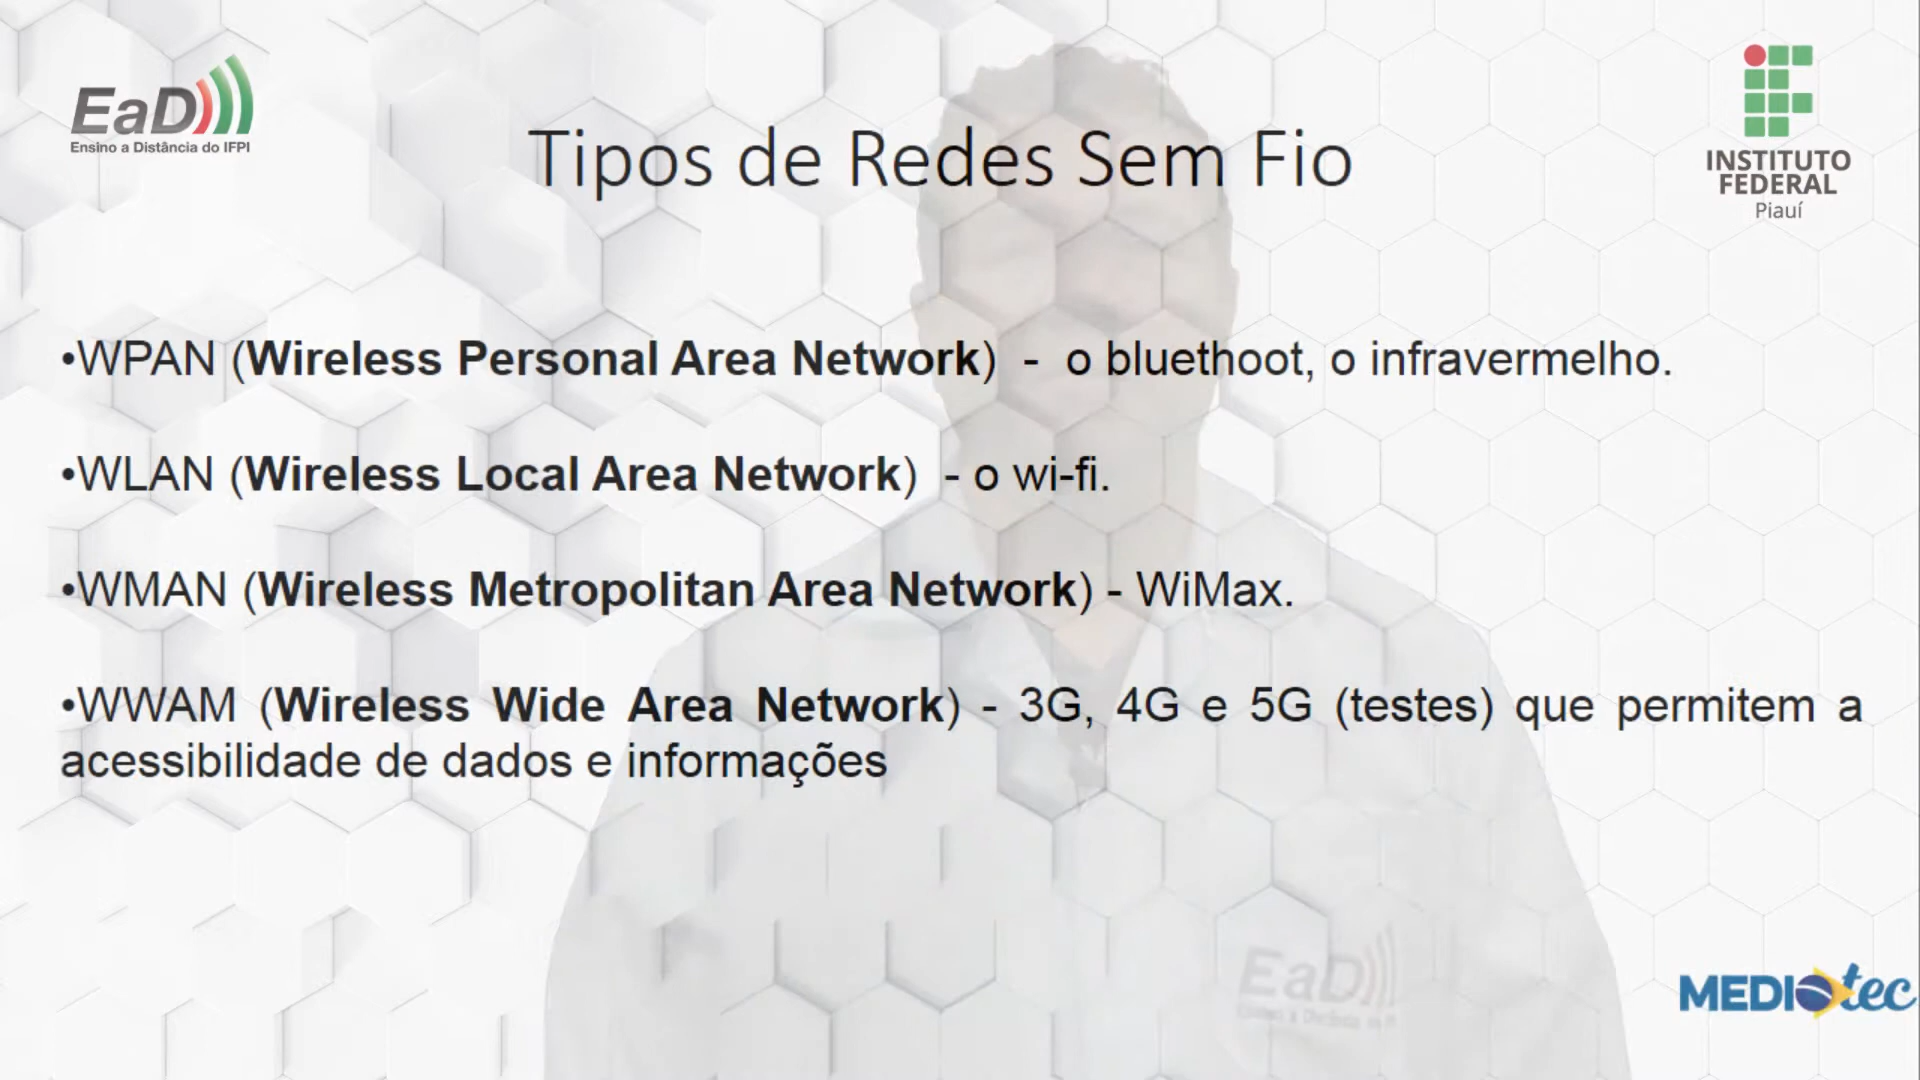 EaD
Ensino a Distância do IFPI
Tipos de Redes Sem Fio
INSTITUTO
FEDERAL
Piauí
•WPAN (Wireless Personal Area Network) - o bluethoot, o infravermelho.
•WLAN (Wireless Local Area Network) - o wi-fi.
•WMAN (Wireless Metropolitan Area Network) - WiMax.
•WWAM (Wireless Wide Area Network) - 3G, 4G e 5G (testes) que permitem a
acessibilidade de dados e informações
EaD
MEDIOtec